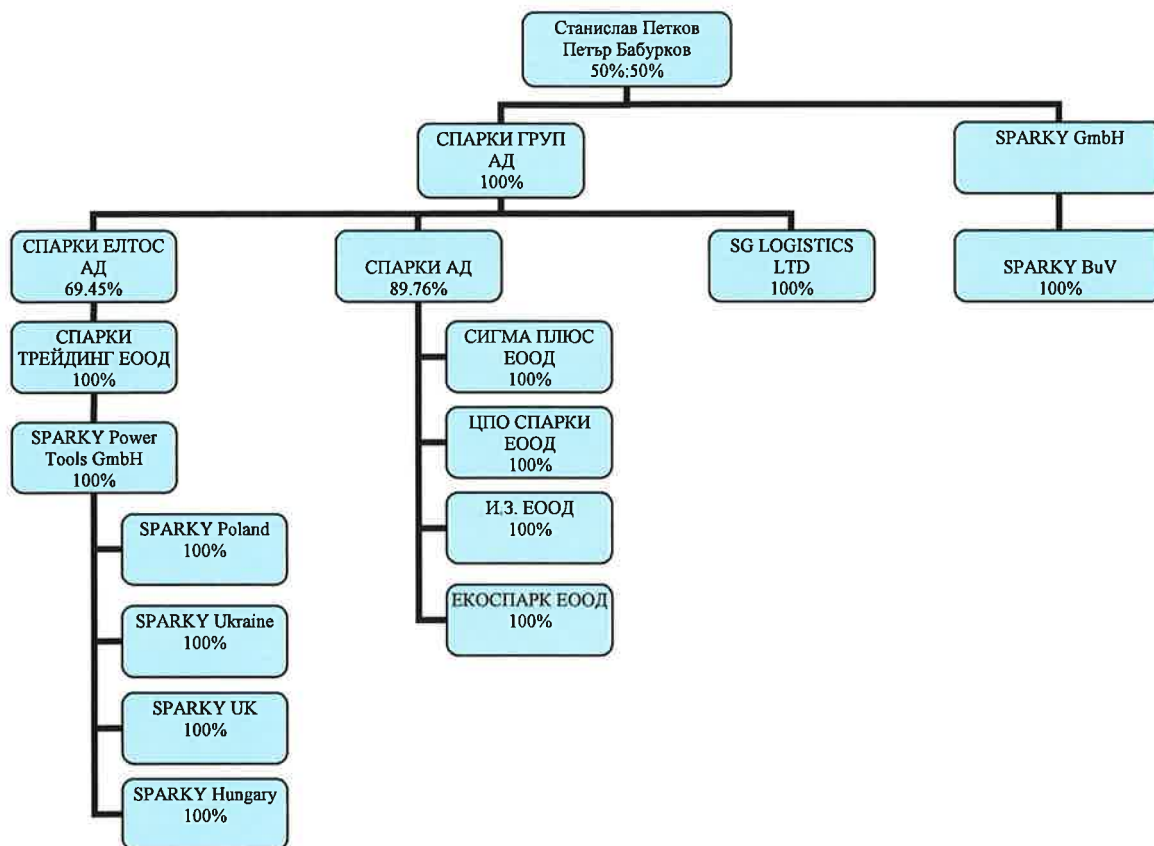 Станислав Петков
Петър Бабурков
50%;50%
СПАРКИ ГРУП
АД
100%
SPARKY GmbH
СПАРКИ ЕЛТОС
АД
69.45%
СПАРКИ АД
89.76%
SG LOGISTICS
LTD
100%
SPARKY BuV
100%
СПАРКИ
ТРЕЙДИНГ ЕООД
100%
SPARKY Power
Tools GmbH
100%
SPARKY Poland
100%
SPARKY Ukraine
100%
SPARKY UK
100%
SPARKY Hungary
100%
СИГМА ПЛЮС
ЕООД
100%
ЦПО СПАРКИ
ЕООД
100%
И.З. ЕООД
100%
ЕКОСПАРК ЕООД
100%